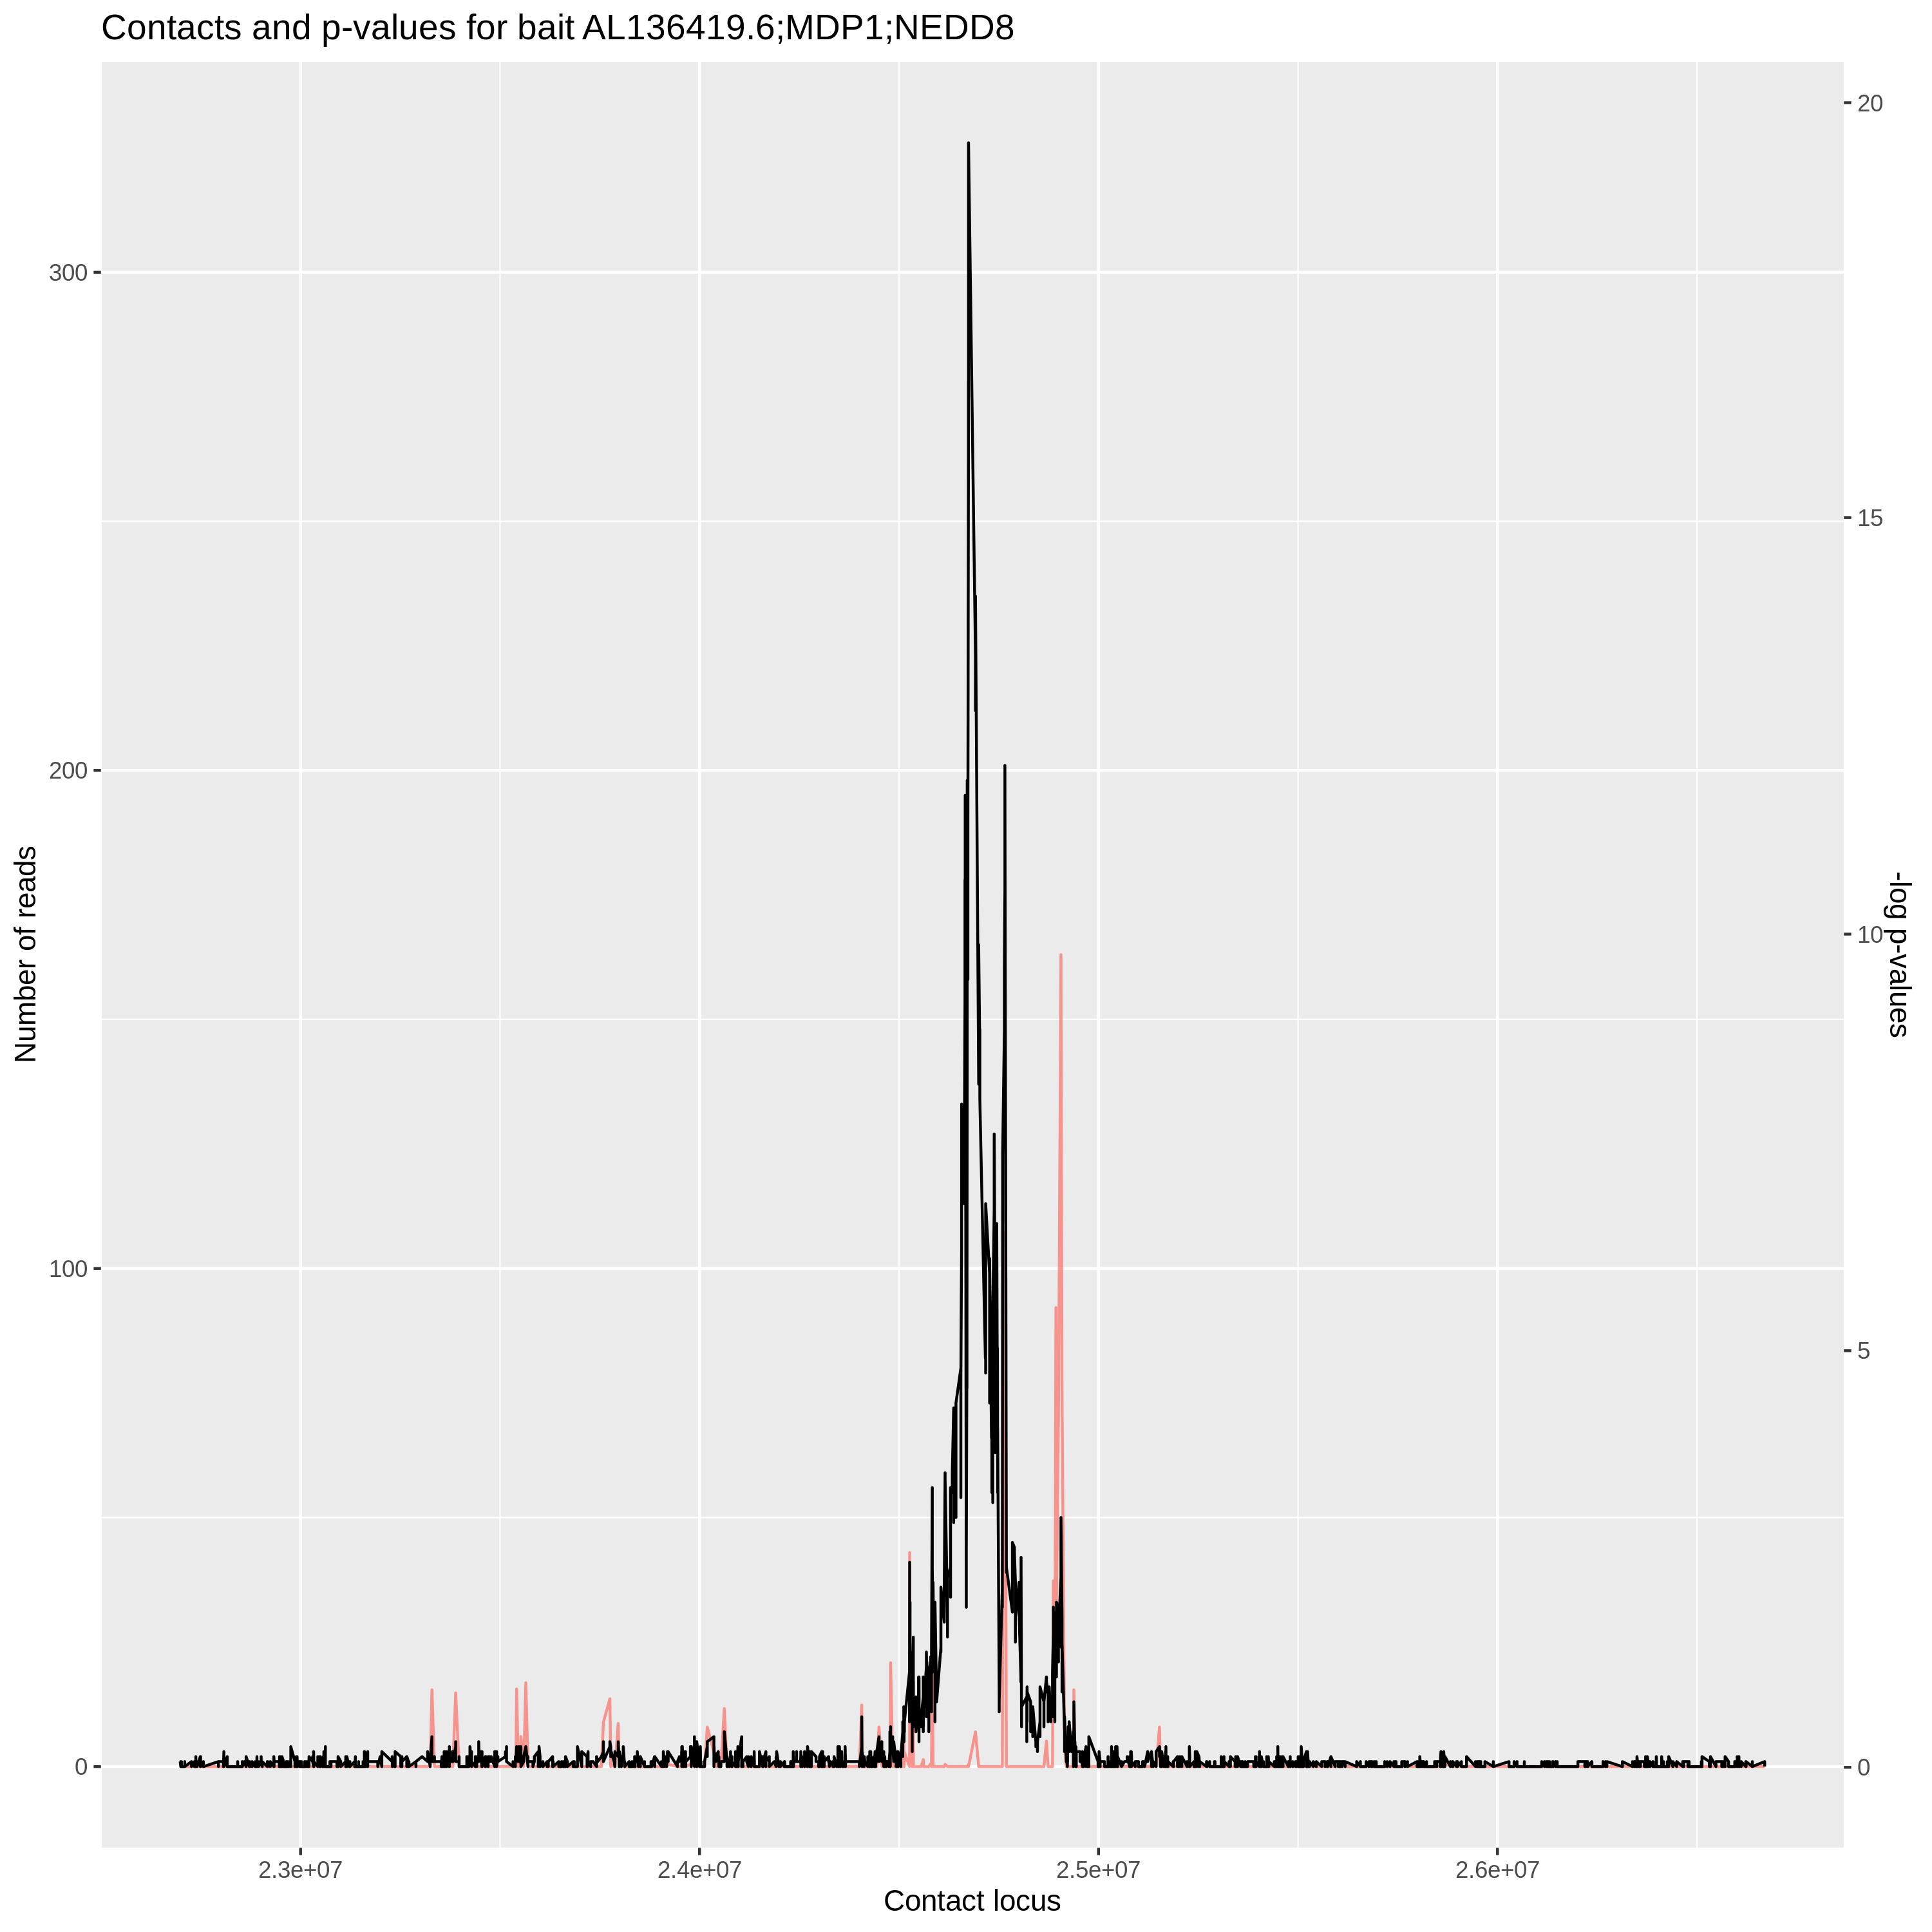 Contacts and p-values for bait AL136419.6;MDP1;NEDD8
Number of reads
300
200
100
0
20
15
10
5
0
-log p-values
2.3e+07
2.4e+07
2.5e+07
2.6e+07
Contact locus